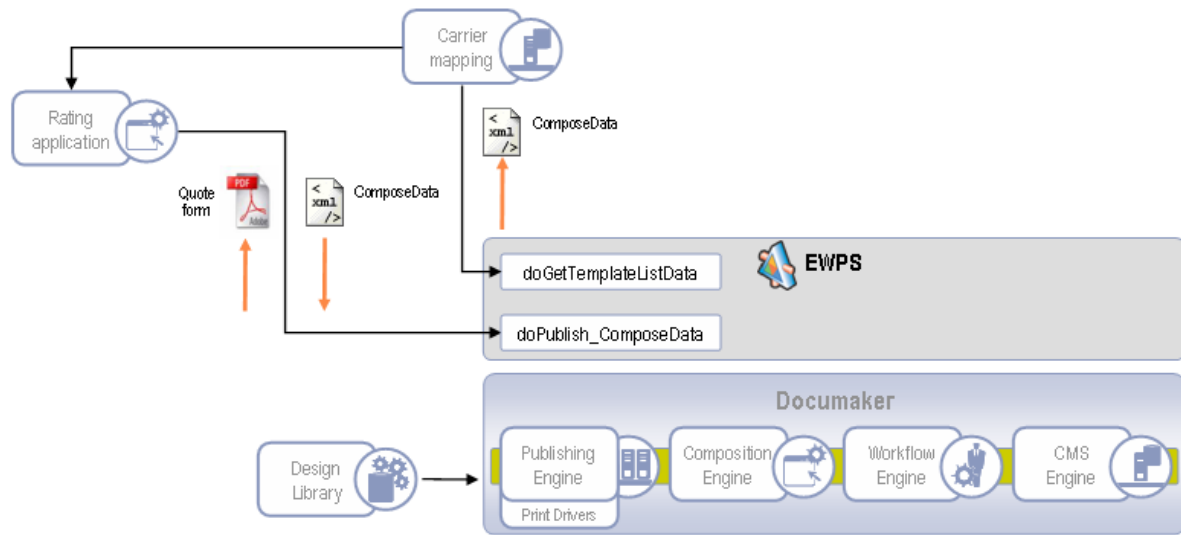 Carrier
mapping
Rating
application
< xml />
ComposeData
Quote
form
PDF
Adobe
< xml />
ComposeData
EWPS
doGetTemplateListData
doPublish_ComposeData
Documaker
Design
Library
Publishing
Engine
Print Drivers
Composition
Engine
Workflow
Engine
CMS
Engine